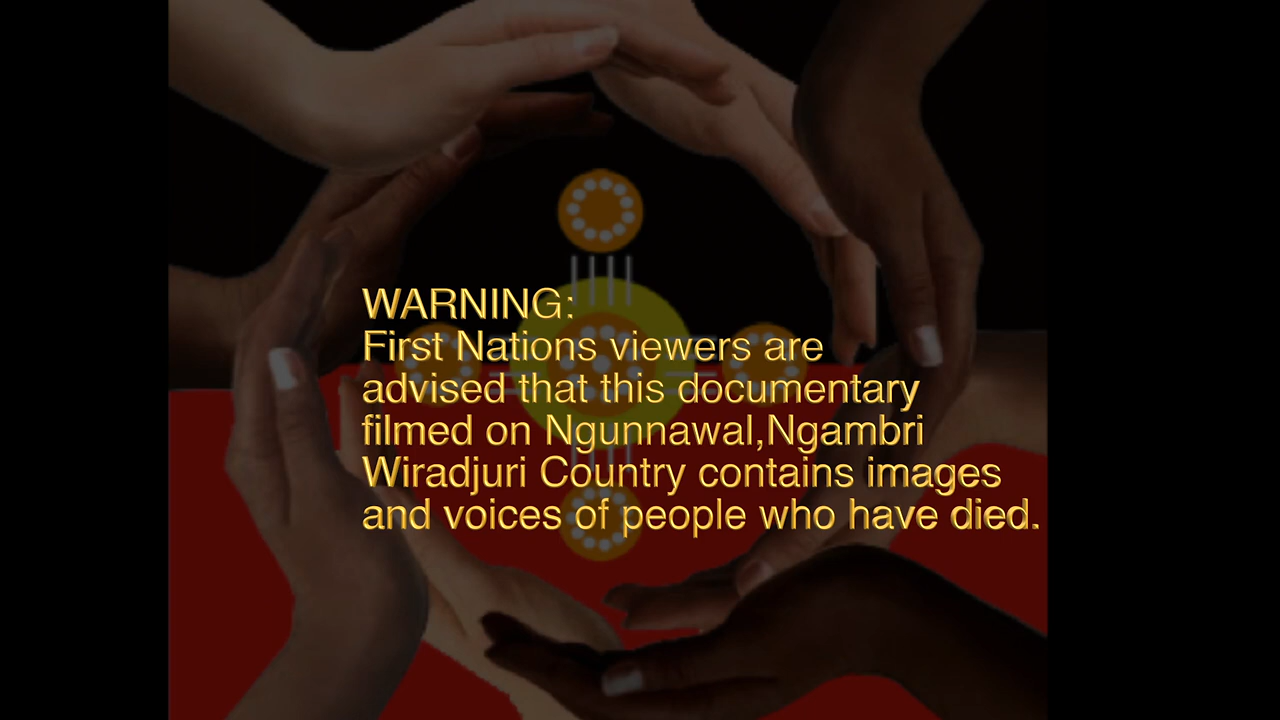 WARNING:
First Nations viewers are
advised that this documentary
filmed on Ngunnawal,Ngambri
Wiradjuri Country contains images
and voices of people who have died.